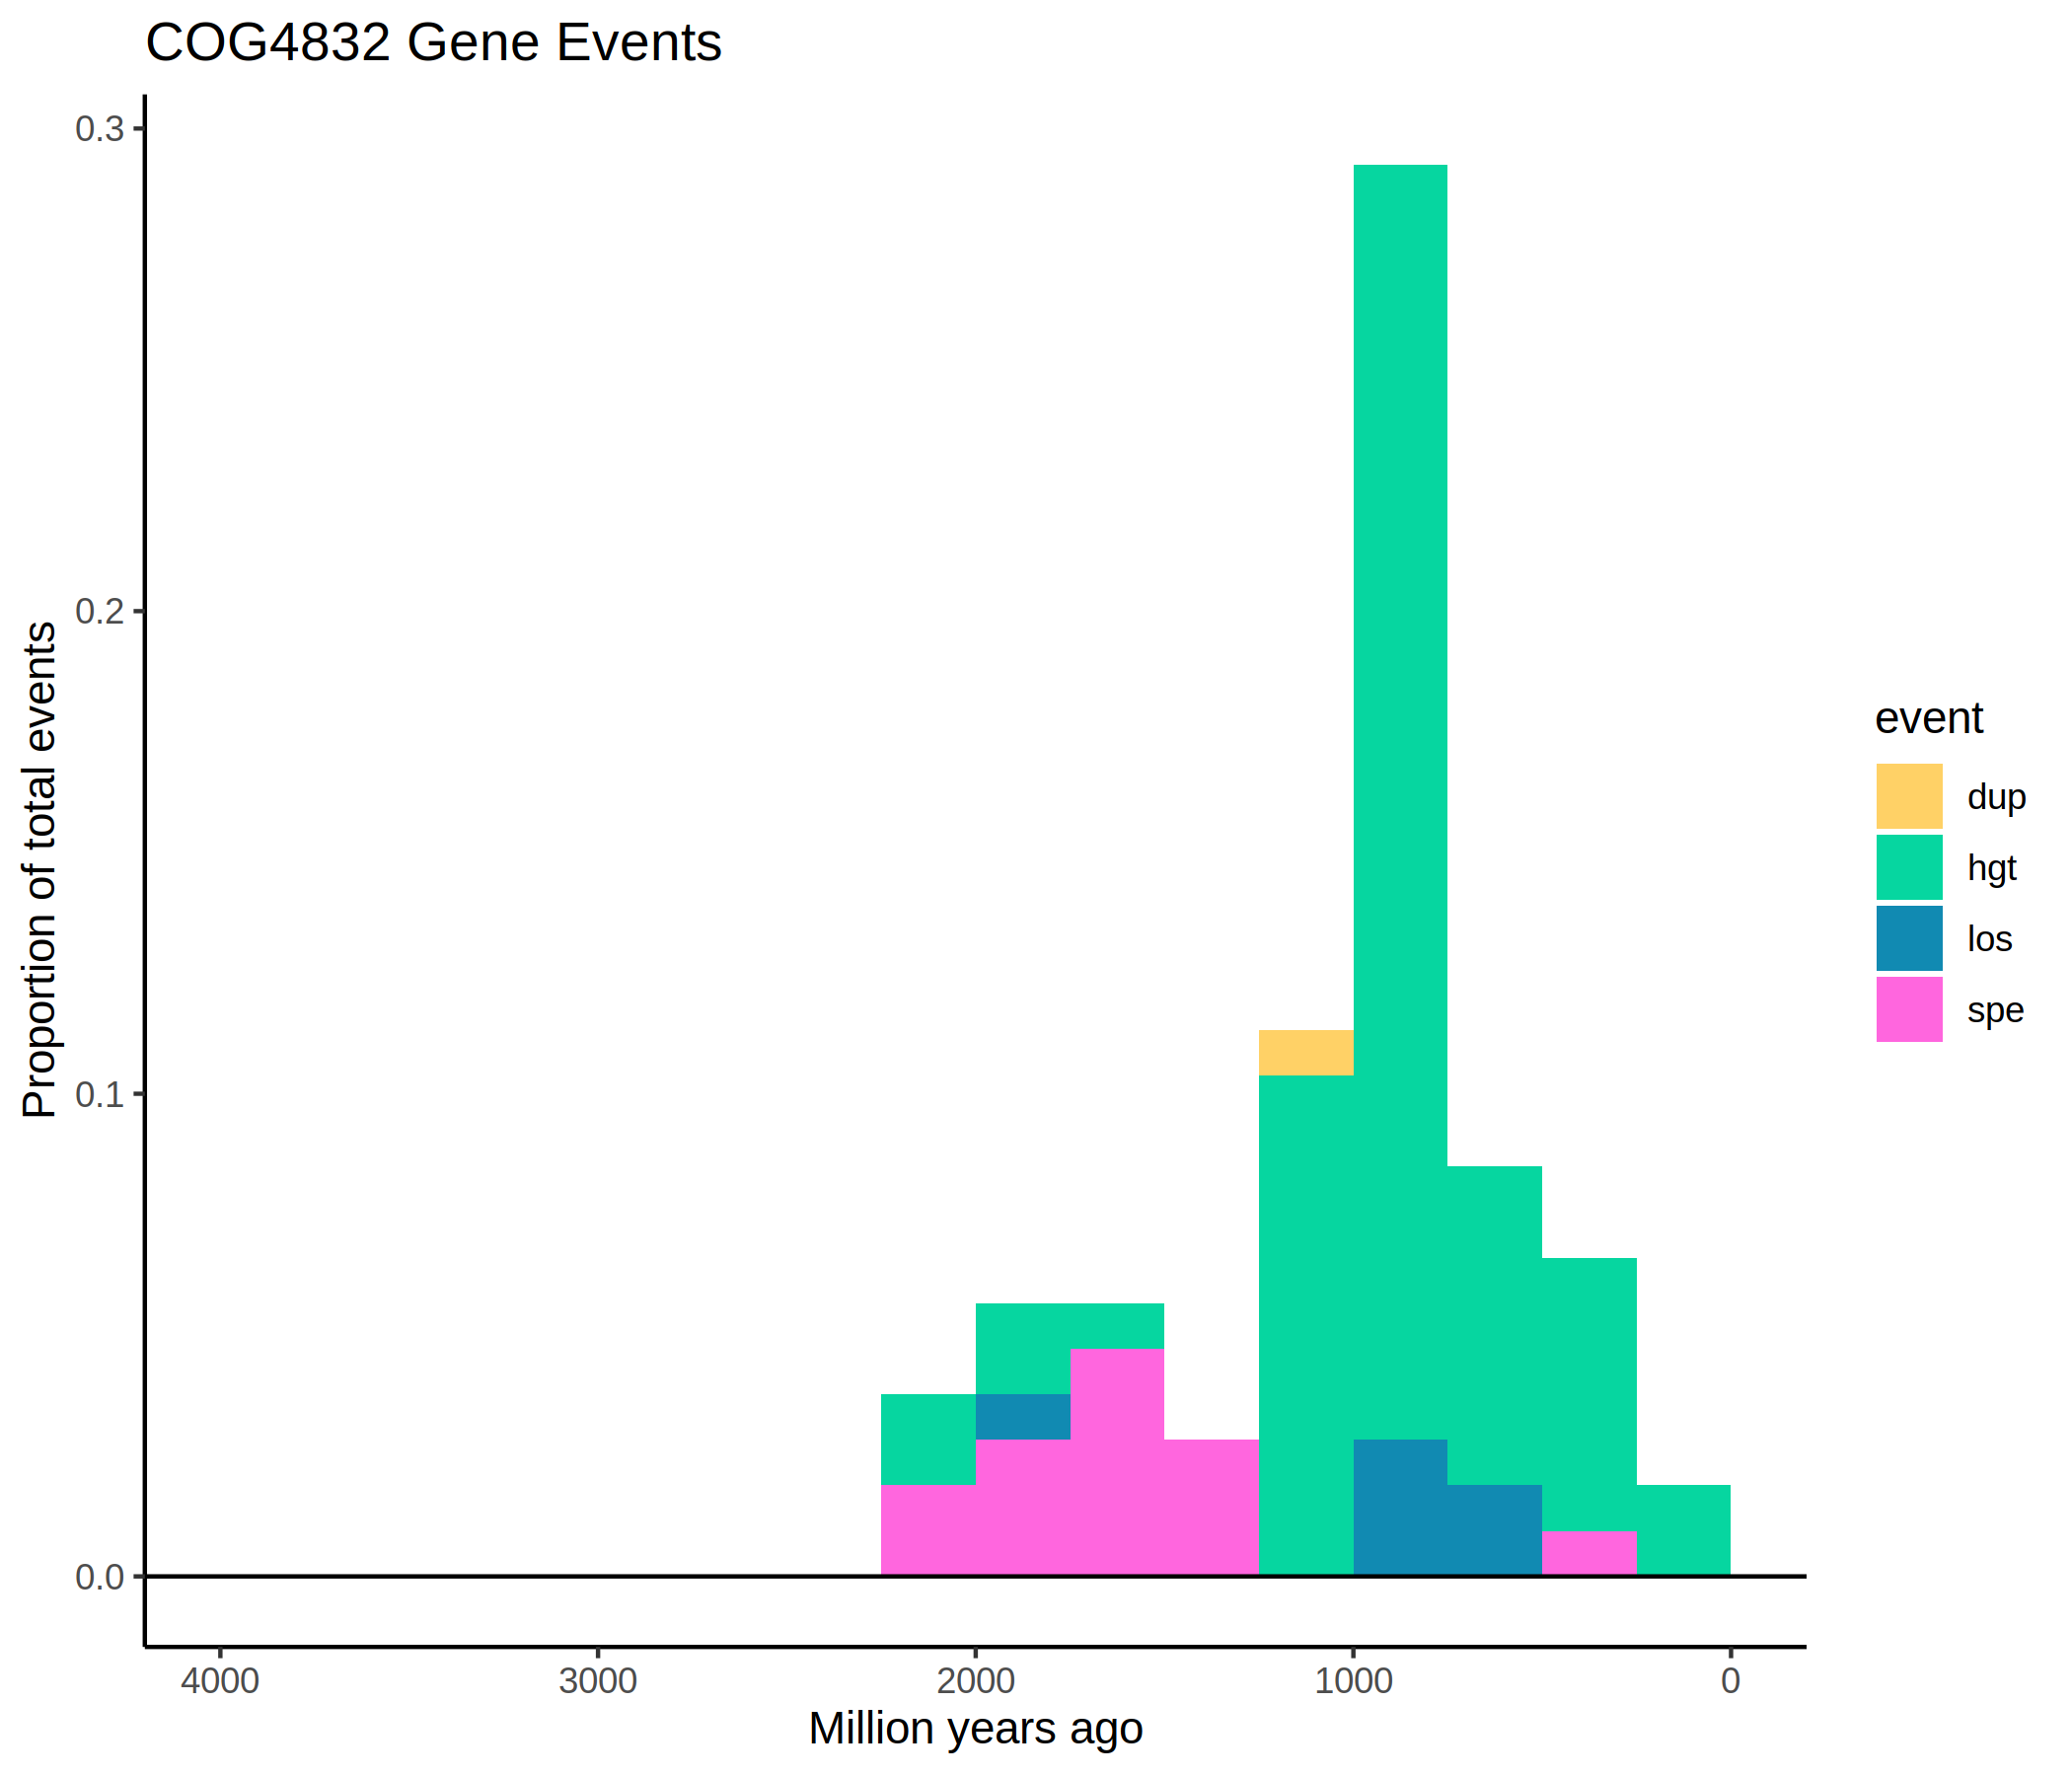 COG4832 Gene Events
Proportion of total events
0.3
0.2
0.1
0.0
4000 3000 2000 1000 0
Million years ago
event
dup
hgt
los
spe